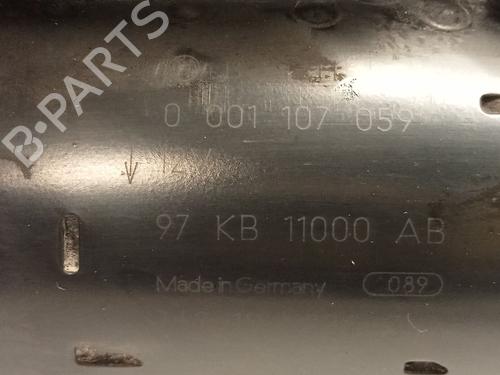 B-PARTS
0 001 107 059
97 KB 11000 AB
Made in Germany
089